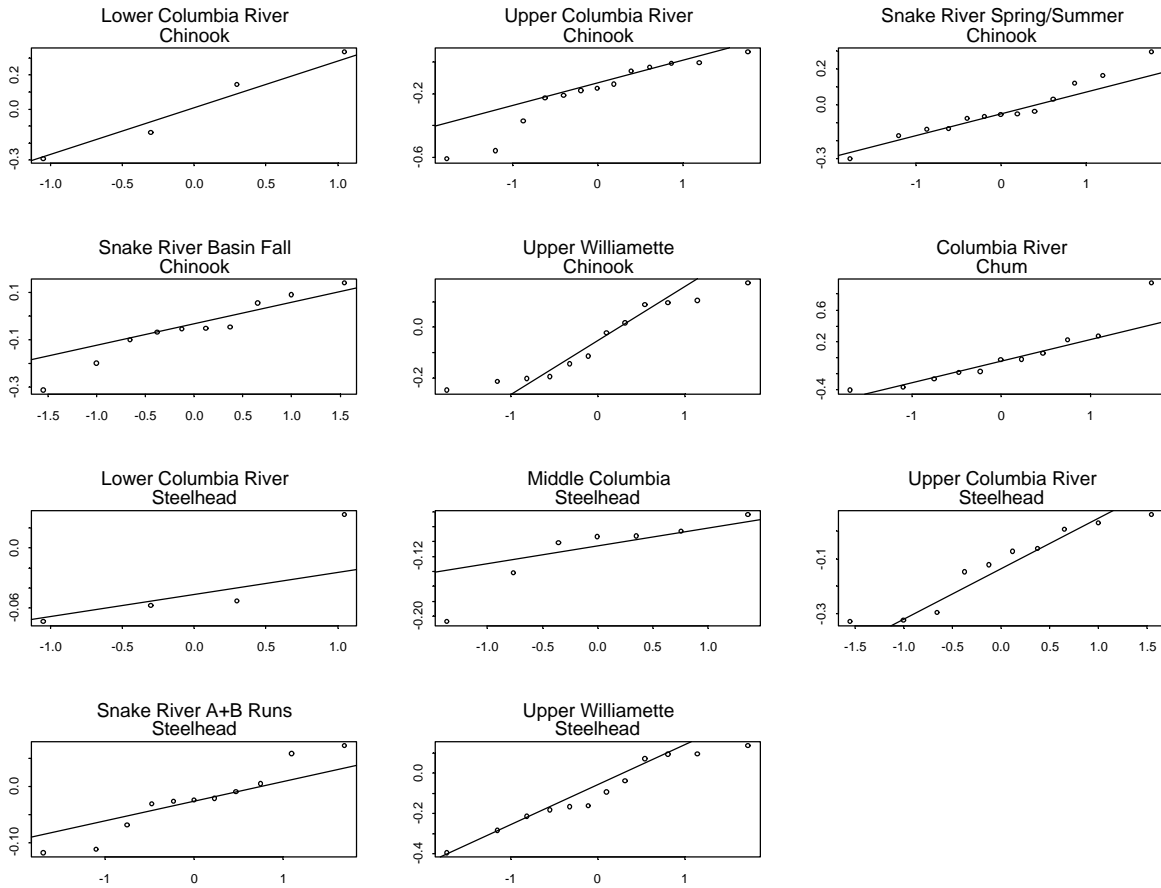 Lower Columbia River
Chinook
0.2
0.0
-0.3
-1.0 -0.5 0.0 0.5 1.0
Upper Columbia River
Chinook
-0.2
-0.6
-1 0 1
Snake River Spring/Summer
Chinook
0.2
0.0
-0.3
-1 0 1
Snake River Basin Fall
Chinook
0.1
-0.1
-0.3
-1.5 -1.0 -0.5 0.0 0.5 1.0 1.5
Upper Williamette
Chinook
0.0
-0.2
-1 0 1
Columbia River
Chum
0.6
0.2
-0.4
-1 0 1
Lower Columbia River
Steelhead
0.0
-0.06
-1.0 -0.5 0.0 0.5 1.0
Middle Columbia
Steelhead
-0.12
-0.20
-1.0 -0.5 0.0 0.5 1.0
Upper Columbia River
Steelhead
-0.1
-0.3
-1.5 -1.0 -0.5 0.0 0.5 1.0 1.5
Snake River A+B Runs
Steelhead
0.0
-0.10
-1 0 1
Upper Williamette
Steelhead
0.0
-0.2
-0.4
-1 0 1